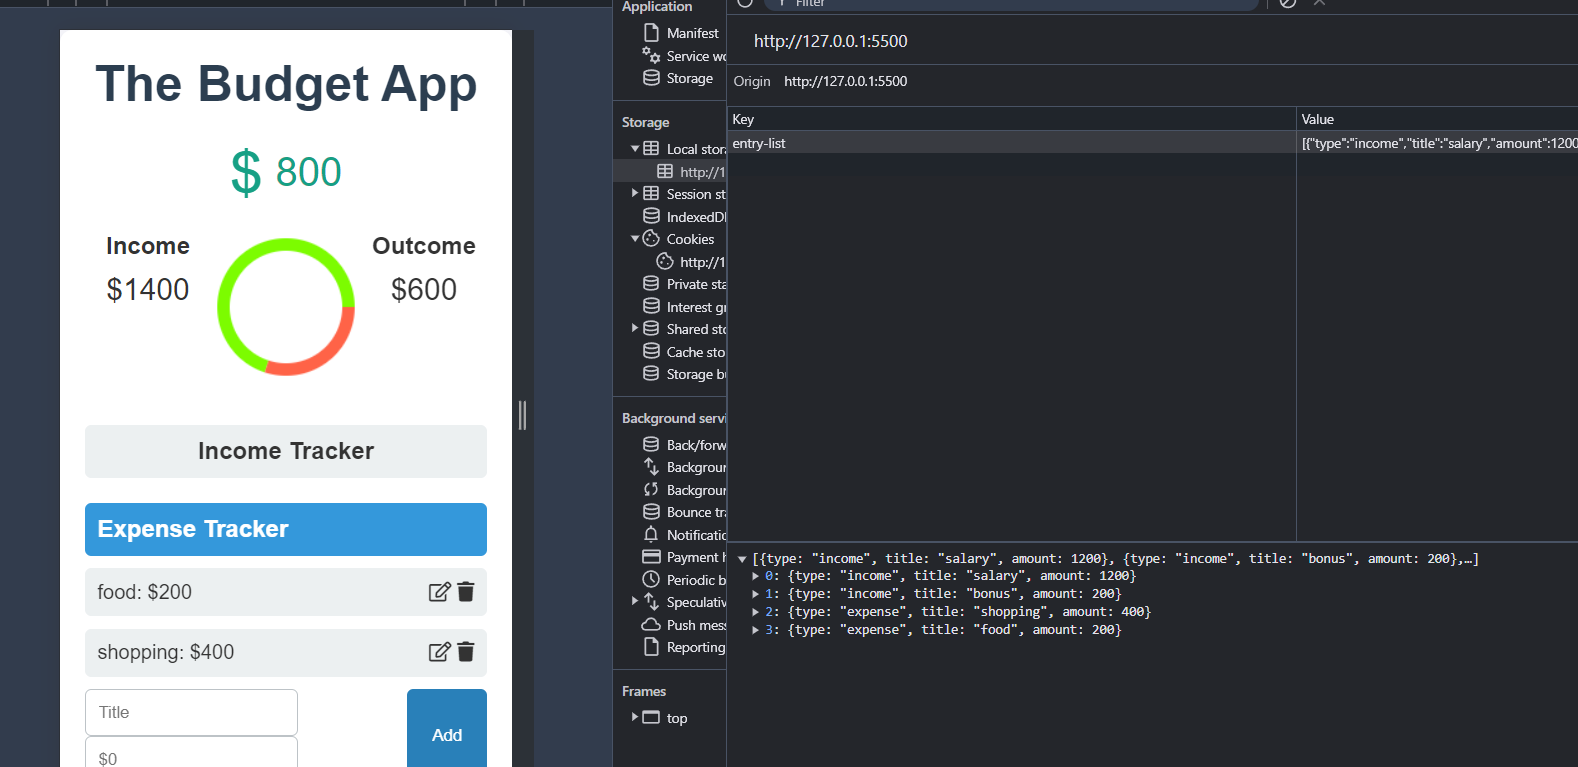 The Budget App
$ 800
Income
$1400
Outcome
$600
Income Tracker
Expense Tracker
food: $200
shopping: $400
Title
$0
Add
Application
Manifest
Service wo
Storage
Storage
Local stora
http://1
Session st
IndexedD
Cookies
http://1
Private sta
Interest gr
Shared sto
Cache sto
Storage bu
Background servi
Back/forw
Backgroun
Backgroun
Bounce tra
Notificatio
Payment h
Periodic b
Speculativ
Push mess
Reporting
Frames
top
Filter
http://127.0.0.1:5500
Origin http://127.0.0.1:5500
Key Value
entry-list [{"type":"income","title":"salary","amount":1200
[{type: "income", title: "salary", amount: 1200}, {type: "income", title: "bonus", amount: 200},…]
0: {type: "income", title: "salary", amount: 1200}
1: {type: "income", title: "bonus", amount: 200}
2: {type: "expense", title: "shopping", amount: 400}
3: {type: "expense", title: "food", amount: 200}